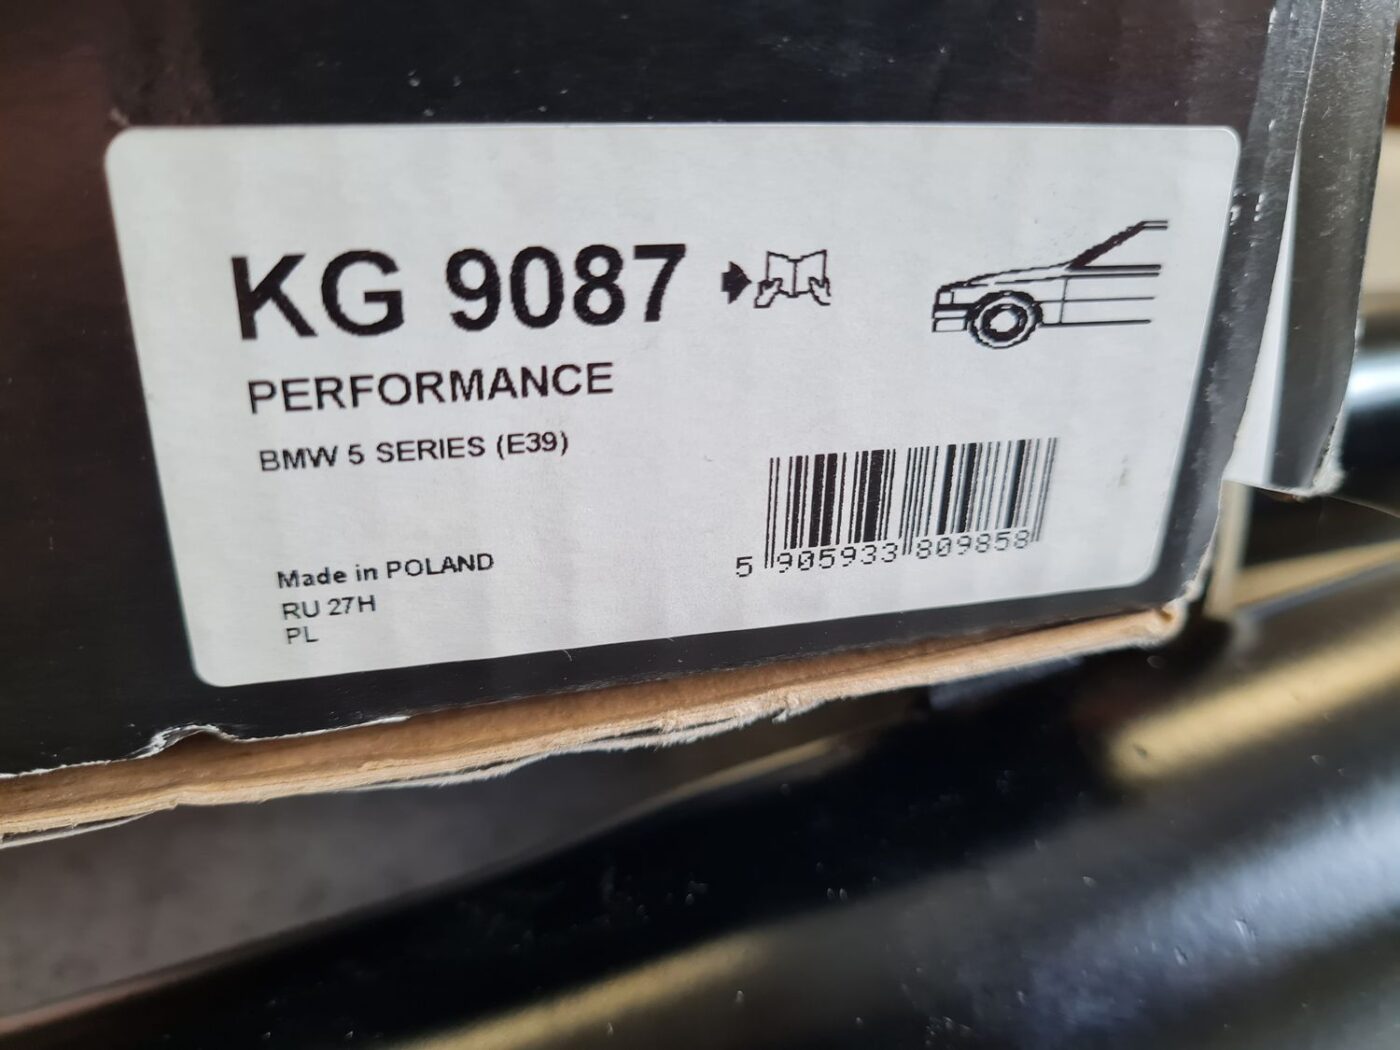 KG 9087
PERFORMANCE
BMW 5 SERIES (E39)
Made in POLAND
RU 27H
PL
5 905933 809858